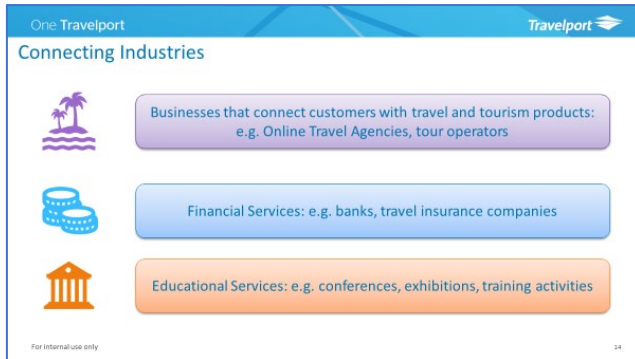 One Travelport
Travelport
Connecting Industries
Businesses that connect customers with travel and tourism products:
e.g. Online Travel Agencies, tour operators
Financial Services: e.g. banks, travel insurance companies
Educational Services: e.g. conferences, exhibitions, training activities
For internal use only
14